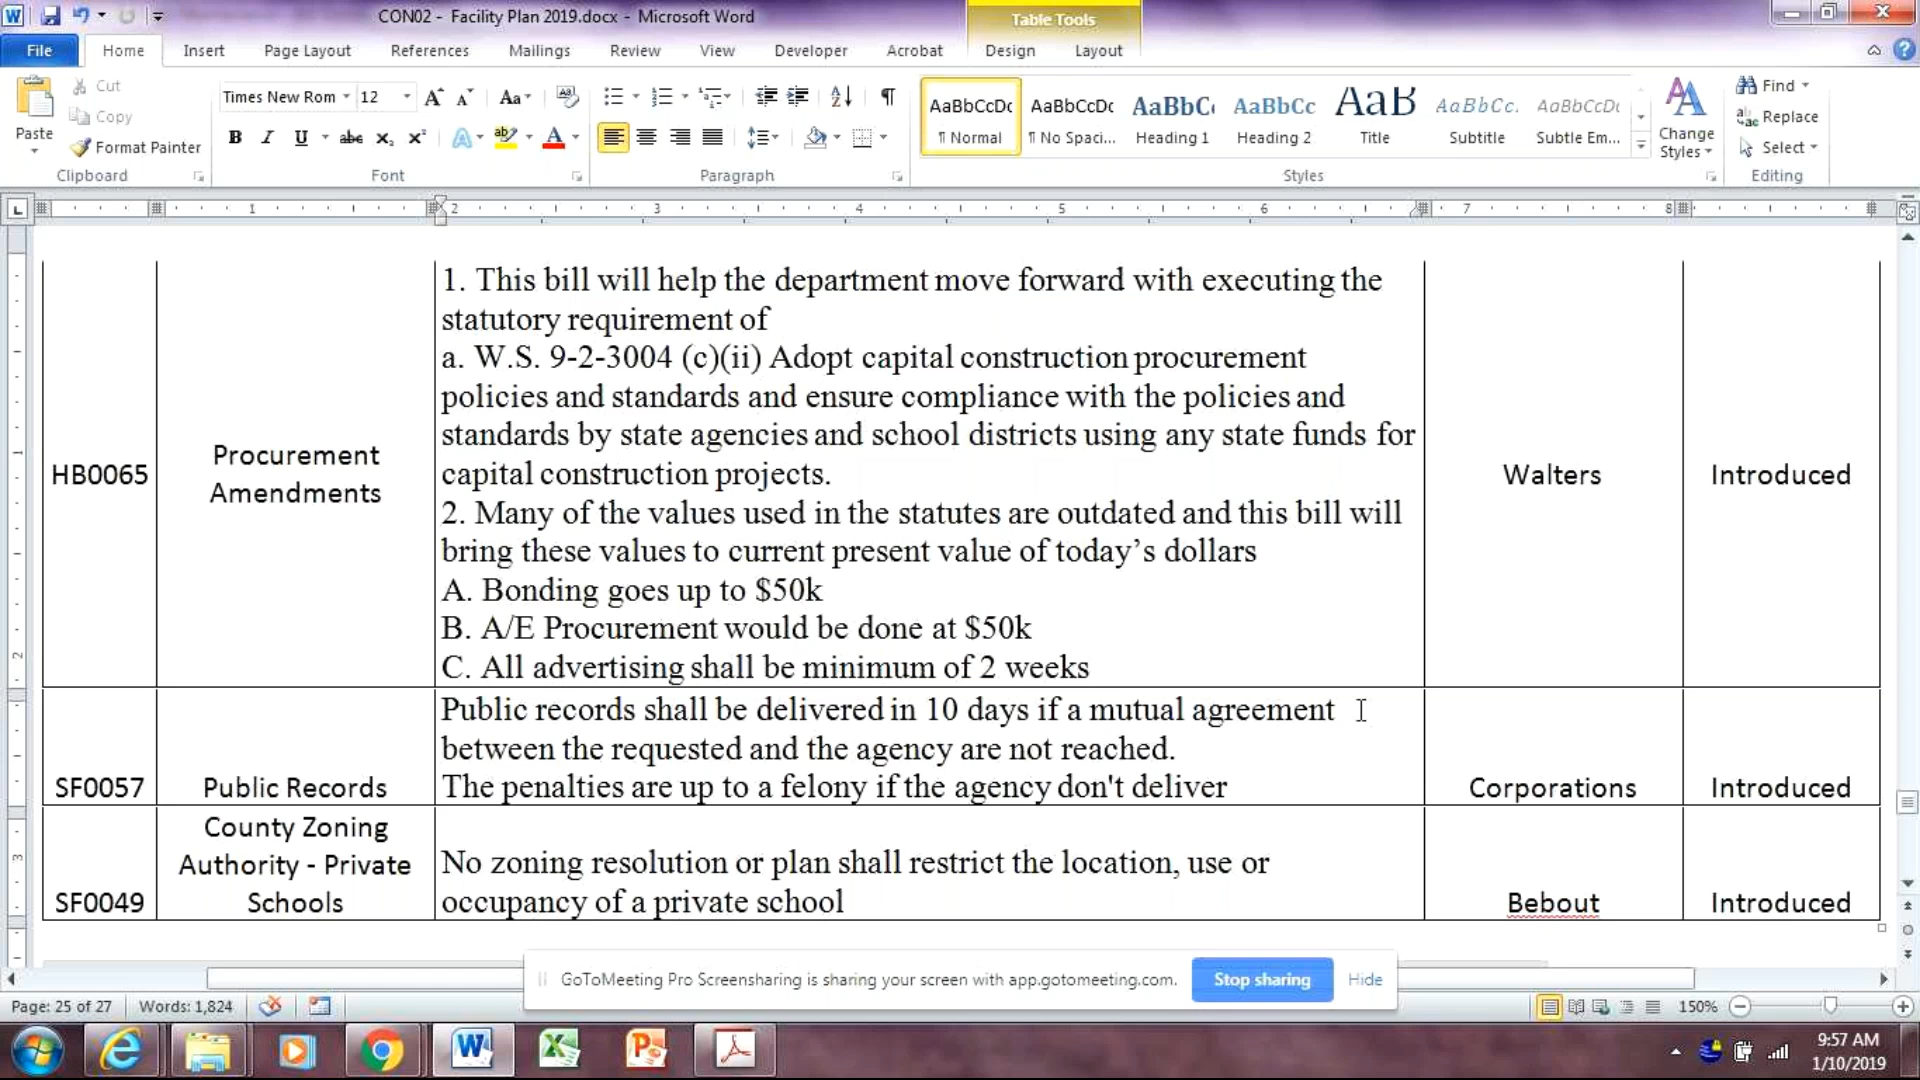 CON02 - Facility Plan 2019.docx - Microsoft Word
Table Tools
File Home Insert Page Layout References Mailings Review View Developer Acrobat Design Layout
Paste
Cut
Copy
Format Painter
Clipboard
Times New Rom 12
Font
Paragraph
AaBbCcDc AaBbCcDc AaBbC AaBbCc AaB AaBbCc. AaBbCcDc
¶ Normal ¶ No Spaci... Heading 1 Heading 2 Title Subtitle Subtle Em...
Change Styles
Styles
Find
Replace
Select
Editing
1 2 3 4 5 6 7 8
HB0065
Procurement
Amendments
1. This bill will help the department move forward with executing the
statutory requirement of
a. W.S. 9-2-3004 (c)(ii) Adopt capital construction procurement
policies and standards and ensure compliance with the policies and
standards by state agencies and school districts using any state funds for
capital construction projects.
2. Many of the values used in the statutes are outdated and this bill will
bring these values to current present value of today’s dollars
A. Bonding goes up to $50k
B. A/E Procurement would be done at $50k
C. All advertising shall be minimum of 2 weeks
Walters
Introduced
SF0057
Public Records
Public records shall be delivered in 10 days if a mutual agreement
between the requested and the agency are not reached.
The penalties are up to a felony if the agency don't deliver
Corporations
Introduced
SF0049
County Zoning
Authority - Private
Schools
No zoning resolution or plan shall restrict the location, use or
occupancy of a private school
Bebout
Introduced
GoToMeeting Pro Screensharing is sharing your screen with app.gotomeeting.com. Stop sharing Hide
Page: 25 of 27 Words: 1,824 150%
9:57 AM
1/10/2019